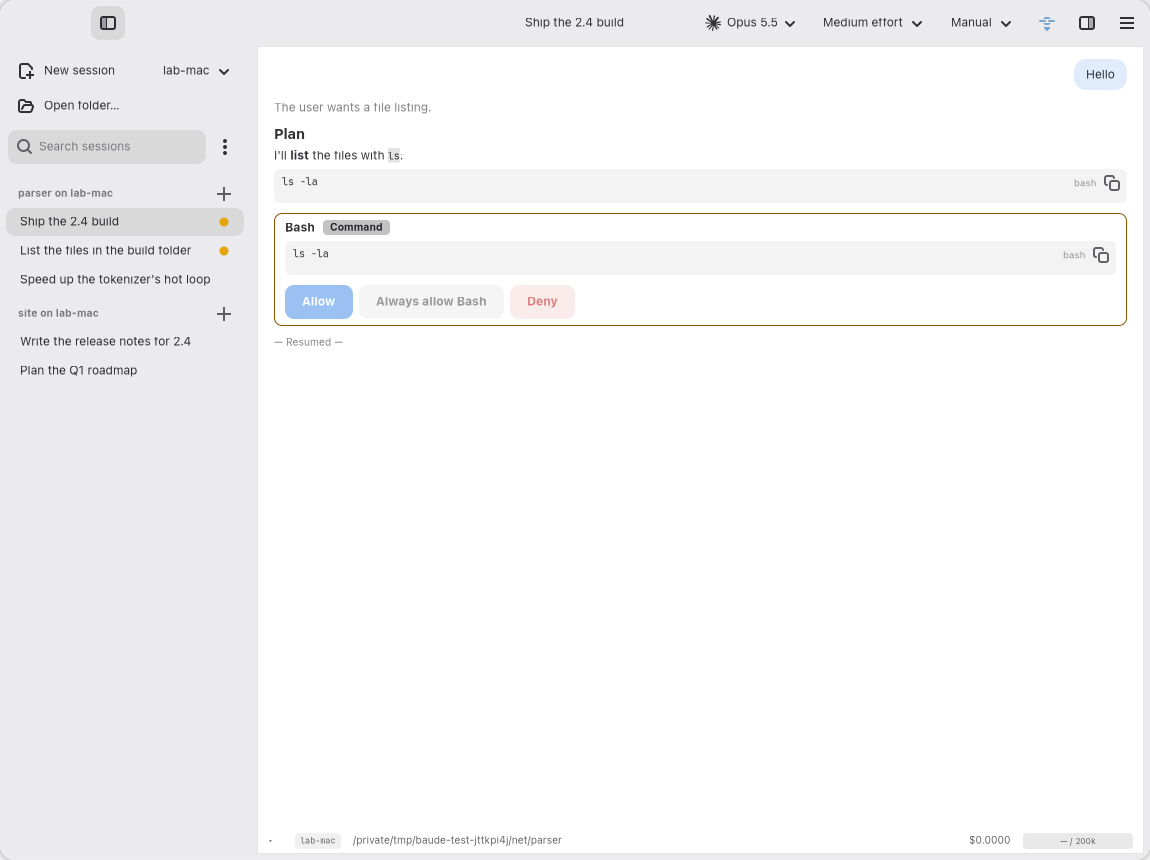 Ship the 2.4 build
Opus 5.5
Medium effort
Manual
New session
lab-mac
Open folder...
Search sessions
parser on lab-mac
Ship the 2.4 build
List the files in the build folder
Speed up the tokenizer's hot loop
site on lab-mac
Write the release notes for 2.4
Plan the Q1 roadmap
Hello
The user wants a file listing.
Plan
I'll list the files with ls.
ls -la
bash
Bash
Command
ls -la
bash
Allow
Always allow Bash
Deny
— Resumed —
lab-mac
/private/tmp/baude-test-jttkpi4j/net/parser
$0.0000
— / 200k